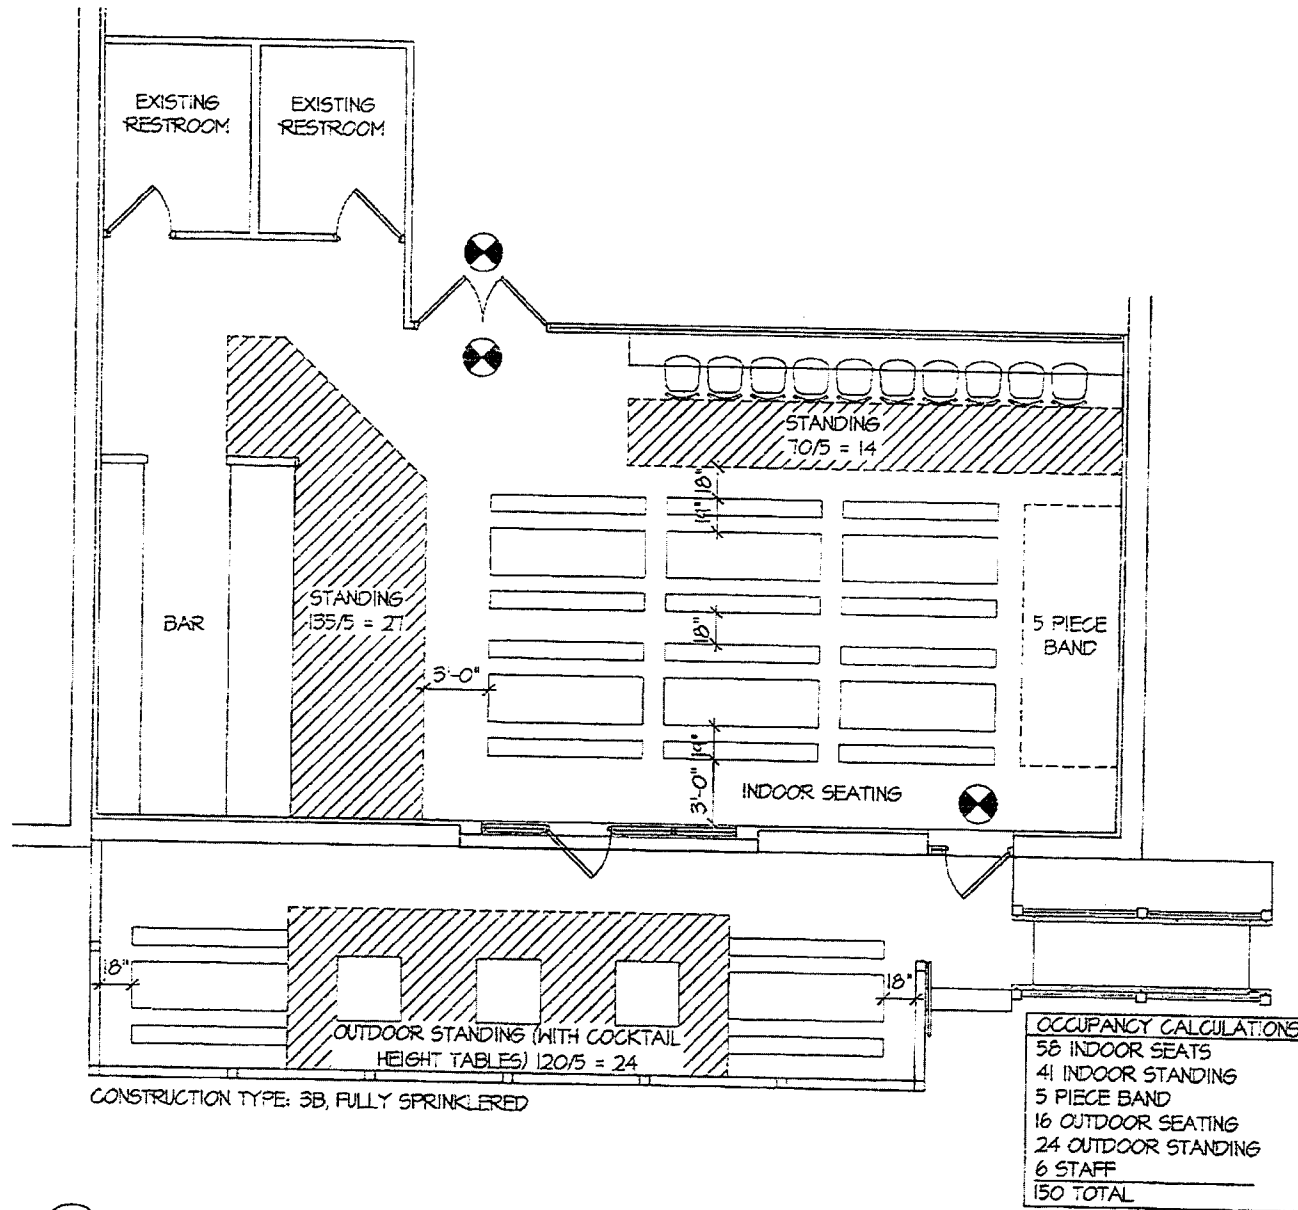 EXISTING
RESTROOM
EXISTING
RESTROOM
STANDING
70/5 = 14
18"
19"
STANDING
135/5 = 27
BAR
18"
5 PIECE
BAND
3'-0"
19"
3'-0"
INDOOR SEATING
18"
18"
OUTDOOR STANDING (WITH COCKTAIL
HEIGHT TABLES) 120/5 = 24
CONSTRUCTION TYPE: 3B, FULLY SPRINKLERED
OCCUPANCY CALCULATIONS
58 INDOOR SEATS
41 INDOOR STANDING
5 PIECE BAND
16 OUTDOOR SEATING
24 OUTDOOR STANDING
6 STAFF
150 TOTAL